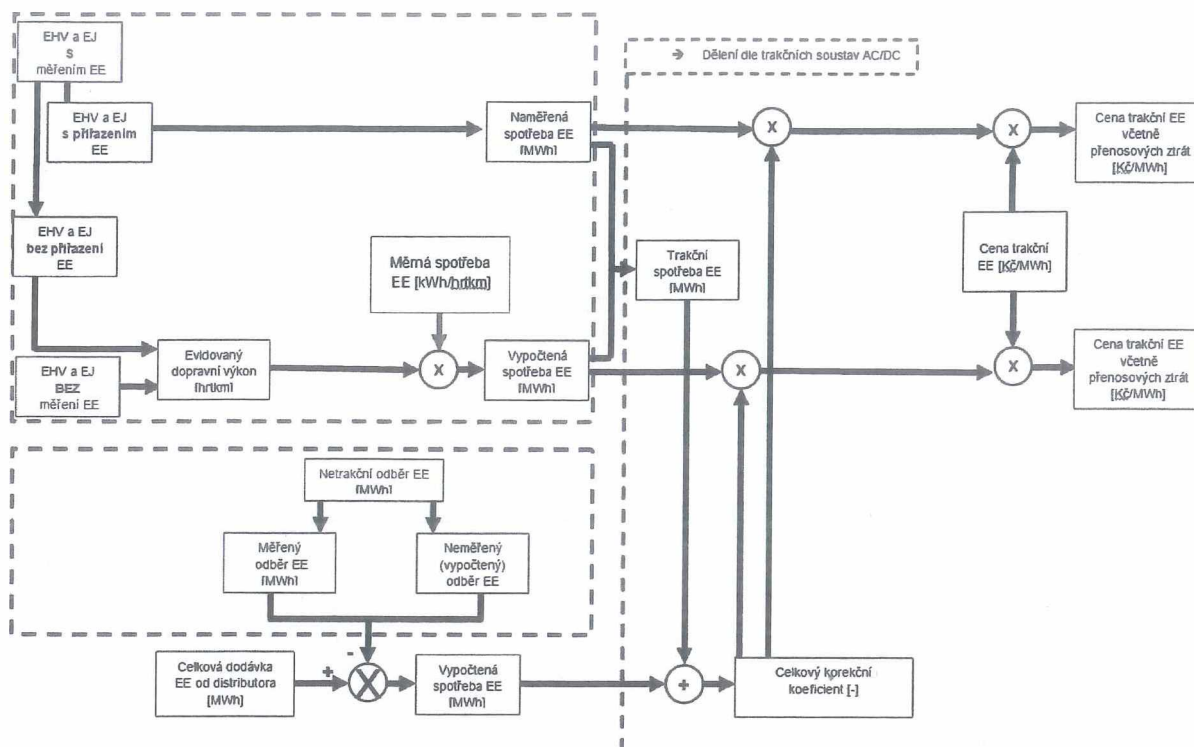 EHV a EJ
S
měřením EE
EHV a EJ
s přiřazením
EE
Naměřená
spotřeba EE
[MWh]
→ Dělení dle trakčních soustav AC/DC
X
X
Cena trakční EE
včetně
přenosových ztrát
[Kč/MWh]
EHV a EJ
bez přiřazení
EE
Měrná spotřeba
EE [kWh/hrtkm]
Trakční
spotřeba EE
[MWh]
Cena trakční
EE [Kč/MWh]
EHV a EJ
BEZ
měření EE
Evidovaný
dopravní výkon
[hrtkm]
X
Vypočtená
spotřeba EE
[MWh]
X
X
Cena trakční EE
včetně
přenosových ztrát
[Kč/MWh]
Netrakční odběr EE
[MWh]
Měřený
odběr EE
[MWh]
Neměřený
(vypočtený)
odběr EE
Celková dodávka
EE od distributora
[MWh]
+
-
X
Vypočtená
spotřeba EE
[MWh]
+
Celkový korekční
koeficient [-]